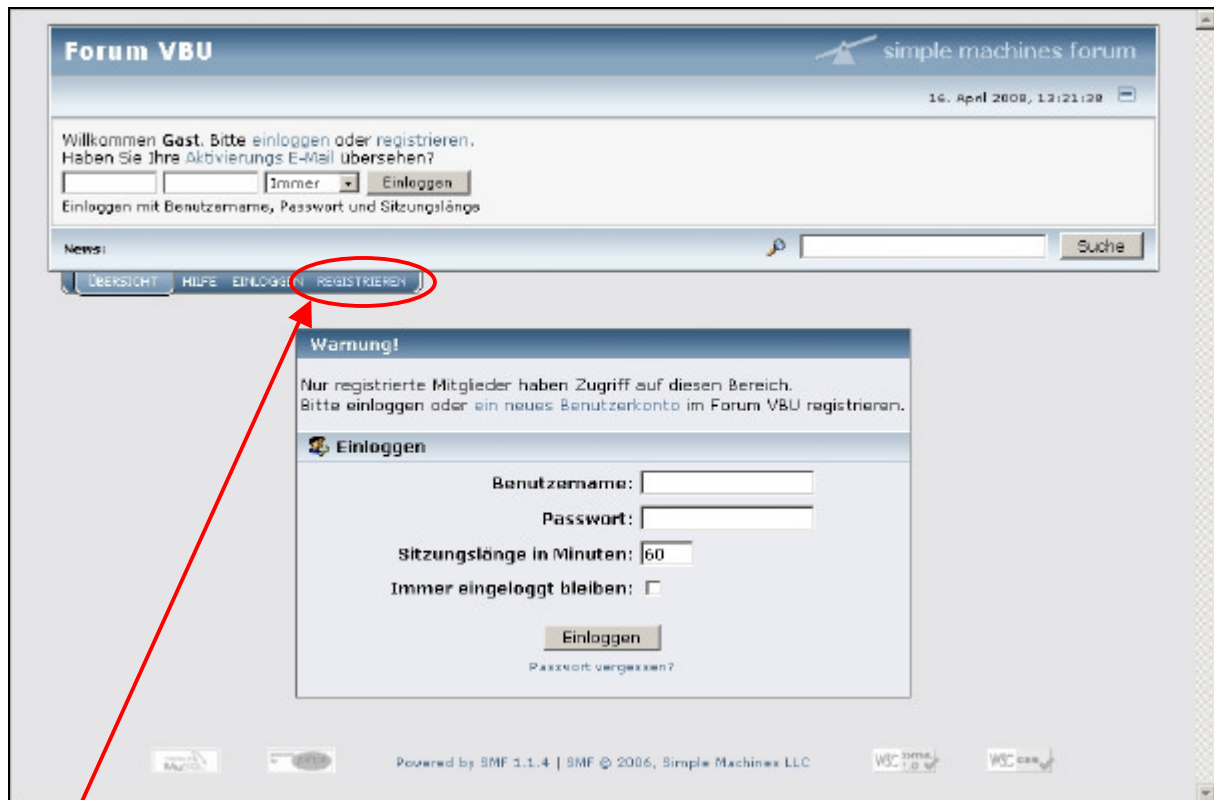 Forum VBU
simple machines forum
16. April 2008, 13:21:38
Willkommen Gast. Bitte einloggen oder registrieren.
Haben Sie Ihre Aktivierungs E-Mail übersehen?
Immer Einloggen
Einloggen mit Benutzername, Passwort und Sitzungslänge
News:
Suche
ÜBERSICHT HILFE EINLOGGEN REGISTRIEREN
Warnung!
Nur registrierte Mitglieder haben Zugriff auf diesen Bereich.
Bitte einloggen oder ein neues Benutzerkonto im Forum VBU registrieren.
Einloggen
Benutzername:
Passwort:
Sitzungslänge in Minuten: 60
Immer eingeloggt bleiben:
Einloggen
Passwort vergessen?
Powered by SMF 1.1.4 | SMF © 2006, Simple Machines LLC
W3C W3C css